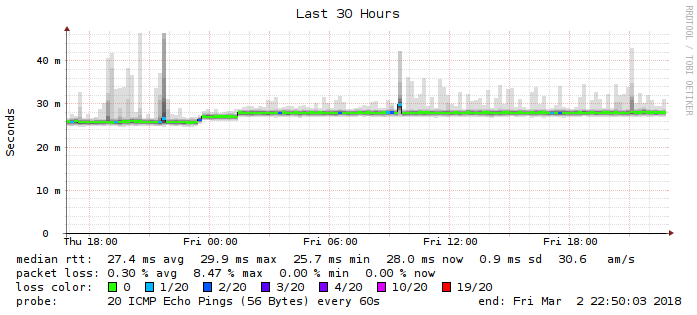 Last 30 Hours
RRDTOOL / TOBI OETIKER
Seconds
40 m
30 m
20 m
10 m
0
Thu 18:00 Fri 00:00 Fri 06:00 Fri 12:00 Fri 18:00
median rtt: 27.4 ms avg 29.9 ms max 25.7 ms min 28.0 ms now 0.9 ms sd 30.6 am/s
packet loss: 0.30 % avg 8.47 % max 0.00 % min 0.00 % now
loss color: 0 1/20 2/20 3/20 4/20 10/20 19/20
probe: 20 ICMP Echo Pings (56 Bytes) every 60s end: Fri Mar 2 22:50:03 2018